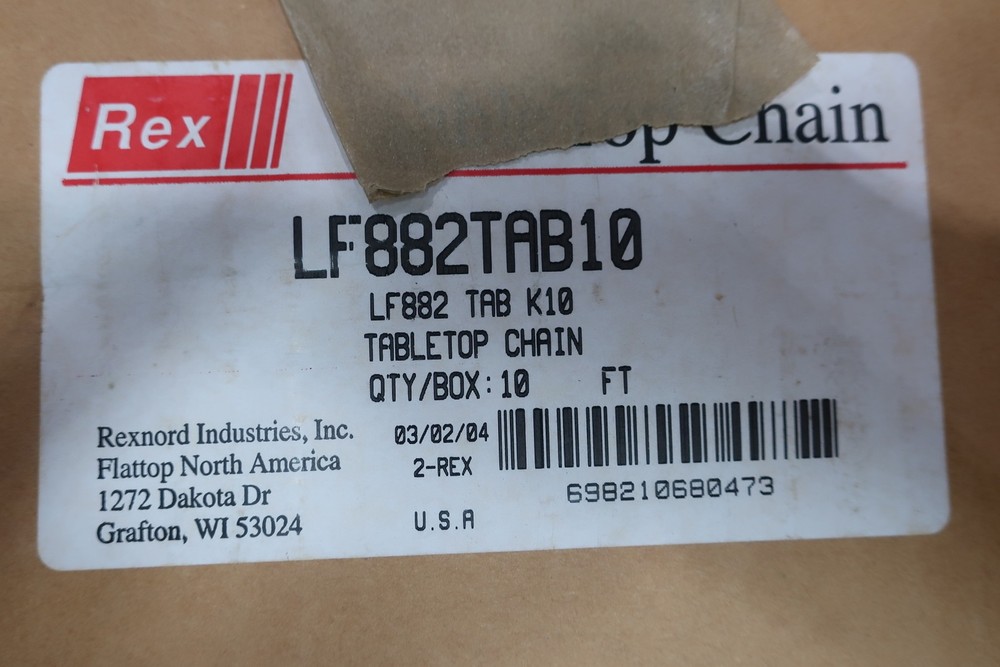 Rex
Chain
LF882TAB10
LF882 TAB K10
TABLETOP CHAIN
QTY/BOX: 10 FT
Rexnord Industries, Inc.
Flattop North America
1272 Dakota Dr
Grafton, WI 53024
03/02/04
2-REX
U.S.A
698210680473